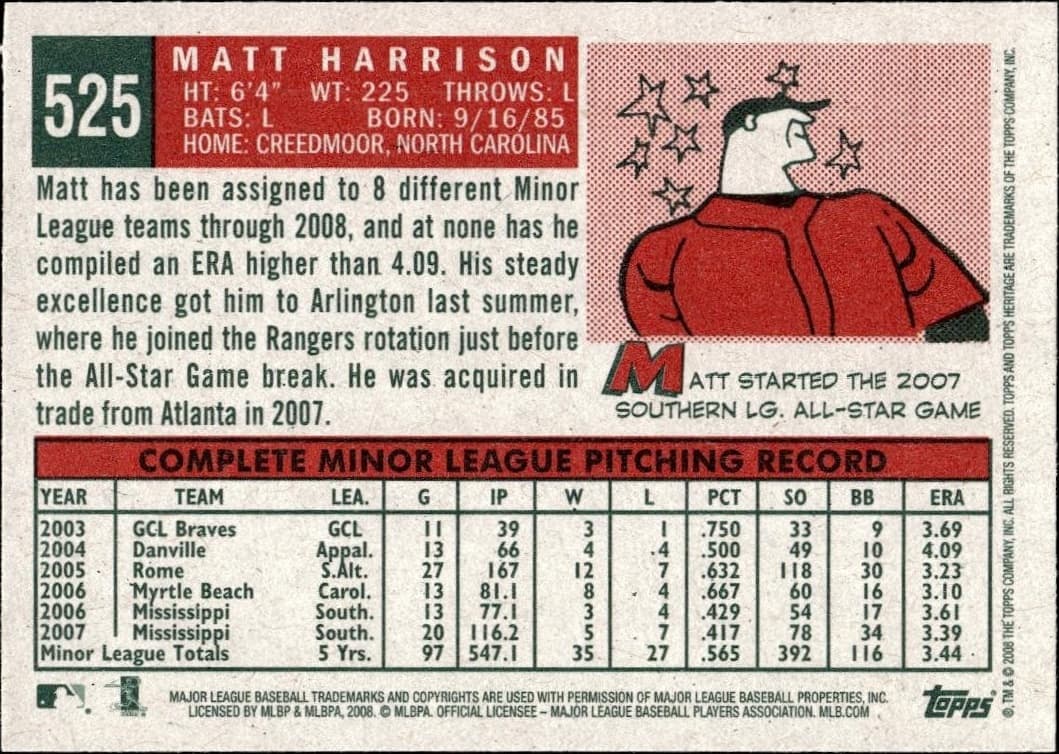 525
MATT HARRISON
HT: 6'4" WT: 225 THROWS: L
BATS: L BORN: 9/16/85
HOME: CREEDMOOR, NORTH CAROLINA
Matt has been assigned to 8 different Minor
League teams through 2008, and at none has he
compiled an ERA higher than 4.09. His steady
excellence got him to Arlington last summer,
where he joined the Rangers rotation just before
the All-Star Game break. He was acquired in
trade from Atlanta in 2007.
MATT STARTED THE 2007
SOUTHERN LG. ALL-STAR GAME
COMPLETE MINOR LEAGUE PITCHING RECORD
YEAR TEAM LEA. G IP W L PCT SO BB ERA
2003 GCL Braves GCL 11 39 3 1 .750 33 9 3.69
2004 Danville Appal. 13 66 4 4 .500 49 10 4.09
2005 Rome S.Alt. 27 167 12 7 .632 118 30 3.23
2006 Myrtle Beach Carol. 13 81.1 8 4 .667 60 16 3.10
2006 Mississippi South. 13 77.1 3 4 .429 54 17 3.61
2007 Mississippi South. 20 116.2 5 7 .417 78 34 3.39
Minor League Totals 5 Yrs. 97 547.1 35 27 .565 392 116 3.44
MAJOR LEAGUE BASEBALL TRADEMARKS AND COPYRIGHTS ARE USED WITH PERMISSION OF MAJOR LEAGUE BASEBALL PROPERTIES, INC.
LICENSED BY MLBP & MLBPA, 2008. © MLBPA. OFFICIAL LICENSEE – MAJOR LEAGUE BASEBALL PLAYERS ASSOCIATION. MLB.COM
topps
®, TM & © 2008 THE TOPPS COMPANY, INC. ALL RIGHTS RESERVED. TOPPS AND TOPPS HERITAGE ARE TRADEMARKS OF THE TOPPS COMPANY, INC.